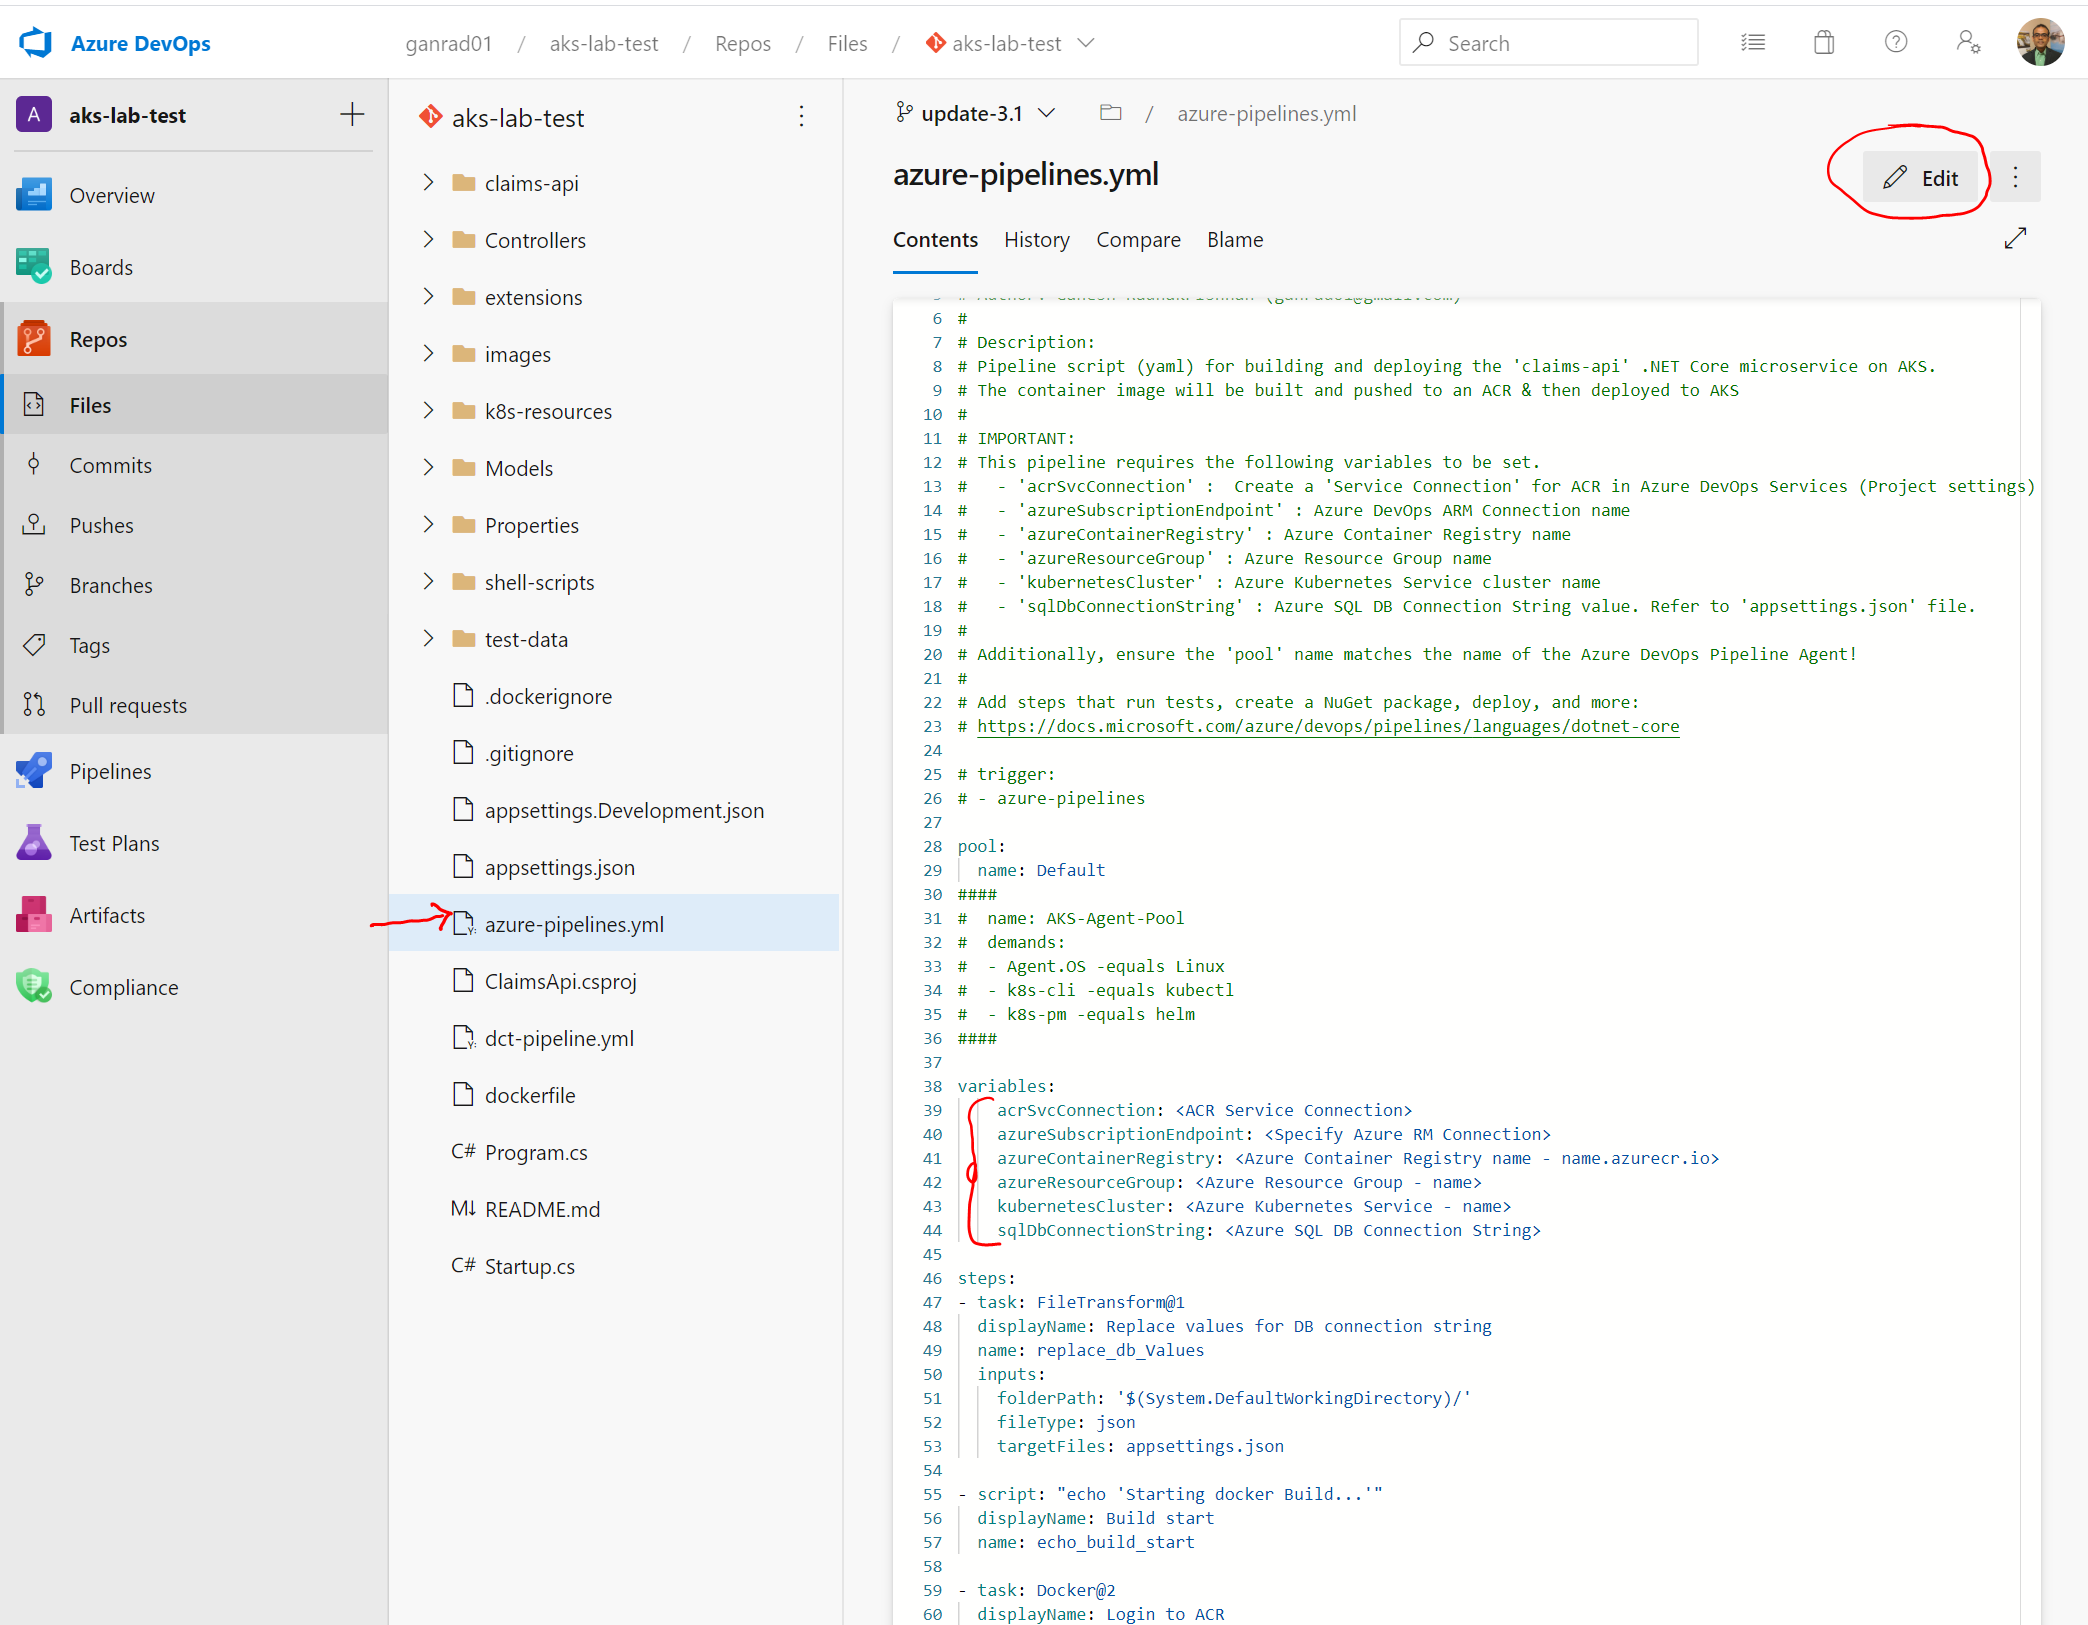 Azure DevOps
ganrad01 / aks-lab-test / Repos / Files / aks-lab-test
Search
A aks-lab-test
Overview
Boards
Repos
Files
Commits
Pushes
Branches
Tags
Pull requests
Pipelines
Test Plans
Artifacts
Compliance
aks-lab-test
claims-api
Controllers
extensions
images
k8s-resources
Models
Properties
shell-scripts
test-data
.dockerignore
.gitignore
appsettings.Development.json
appsettings.json
azure-pipelines.yml
ClaimsApi.csproj
dct-pipeline.yml
dockerfile
C# Program.cs
M↓ README.md
C# Startup.cs
update-3.1 / azure-pipelines.yml
azure-pipelines.yml
Edit
Contents History Compare Blame
6 #
7 # Description:
8 # Pipeline script (yaml) for building and deploying the 'claims-api' .NET Core microservice on AKS.
9 # The container image will be built and pushed to an ACR & then deployed to AKS
10 #
11 # IMPORTANT:
12 # This pipeline requires the following variables to be set.
13 #   - 'acrSvcConnection' :  Create a 'Service Connection' for ACR in Azure DevOps Services (Project settings)
14 #   - 'azureSubscriptionEndpoint' : Azure DevOps ARM Connection name
15 #   - 'azureContainerRegistry' : Azure Container Registry name
16 #   - 'azureResourceGroup' : Azure Resource Group name
17 #   - 'kubernetesCluster' : Azure Kubernetes Service cluster name
18 #   - 'sqlDbConnectionString' : Azure SQL DB Connection String value. Refer to 'appsettings.json' file.
19 #
20 # Additionally, ensure the 'pool' name matches the name of the Azure DevOps Pipeline Agent!
21 #
22 # Add steps that run tests, create a NuGet package, deploy, and more:
23 # https://docs.microsoft.com/azure/devops/pipelines/languages/dotnet-core
24
25 # trigger:
26 # - azure-pipelines
27
28 pool:
29   name: Default
30 ####
31 #  name: AKS-Agent-Pool
32 #  demands:
33 #  - Agent.OS -equals Linux
34 #  - k8s-cli -equals kubectl
35 #  - k8s-pm -equals helm
36 ####
37
38 variables:
39     acrSvcConnection: <ACR Service Connection>
40     azureSubscriptionEndpoint: <Specify Azure RM Connection>
41     azureContainerRegistry: <Azure Container Registry name - name.azurecr.io>
42     azureResourceGroup: <Azure Resource Group - name>
43     kubernetesCluster: <Azure Kubernetes Service - name>
44     sqlDbConnectionString: <Azure SQL DB Connection String>
45
46 steps:
47 - task: FileTransform@1
48   displayName: Replace values for DB connection string
49   name: replace_db_Values
50   inputs:
51     folderPath: '$(System.DefaultWorkingDirectory)/'
52     fileType: json
53     targetFiles: appsettings.json
54
55 - script: "echo 'Starting docker Build...'"
56   displayName: Build start
57   name: echo_build_start
58
59 - task: Docker@2
60   displayName: Login to ACR